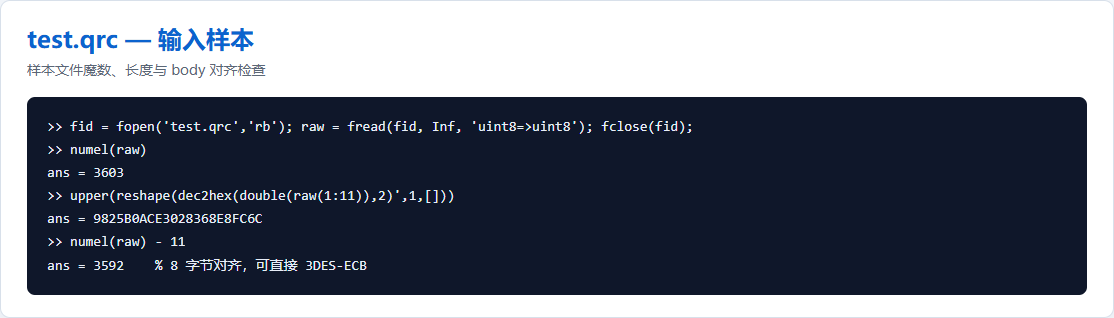 test.qrc — 输入样本
样本文件魔数、长度与 body 对齐检查
>> fid = fopen('test.qrc','rb'); raw = fread(fid, Inf, 'uint8=>uint8'); fclose(fid);
>> numel(raw)
ans = 3603
>> upper(reshape(dec2hex(double(raw(1:11)),2)',1,[]))
ans = 9825B0ACE3028368E8FC6C
>> numel(raw) - 11
ans = 3592    % 8 字节对齐，可直接 3DES-ECB